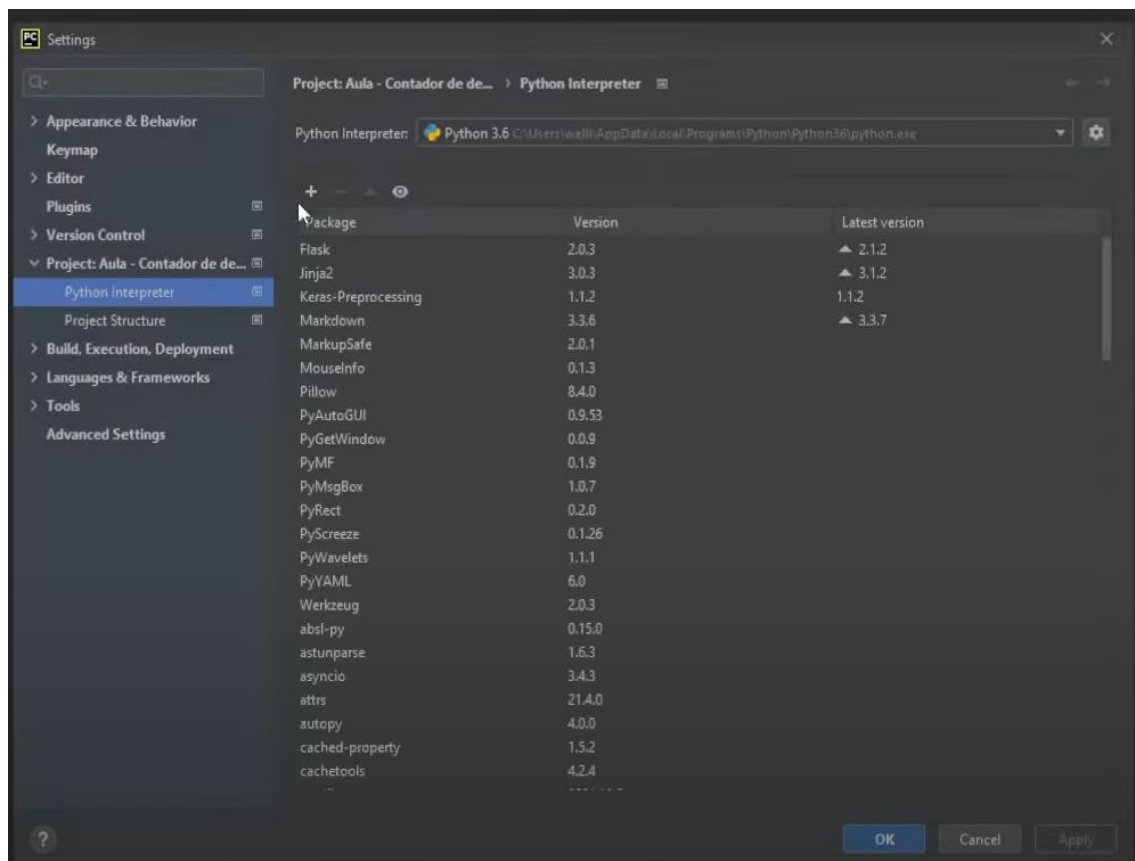 PC Settings
Project: Aula - Contador de de... > Python Interpreter
> Appearance & Behavior
Keymap
> Editor
Plugins
> Version Control
Project: Aula - Contador de de...
Python Interpreter
Project Structure
> Build, Execution, Deployment
> Languages & Frameworks
> Tools
Advanced Settings
Python Interpreter: Python 3.6 C:\Users\welll\AppData\Local\Programs\Python\Python36\python.exe
Package Version Latest version
Flask 2.0.3 2.1.2
Jinja2 3.0.3 3.1.2
Keras-Preprocessing 1.1.2 1.1.2
Markdown 3.3.6 3.3.7
MarkupSafe 2.0.1
MouseInfo 0.1.3
Pillow 8.4.0
PyAutoGUI 0.9.53
PyGetWindow 0.0.9
PyMF 0.1.9
PyMsgBox 1.0.7
PyRect 0.2.0
PyScreeze 0.1.26
PyWavelets 1.1.1
PyYAML 6.0
Werkzeug 2.0.3
absl-py 0.15.0
astunparse 1.6.3
asyncio 3.4.3
attrs 21.4.0
autopy 4.0.0
cached-property 1.5.2
cachetools 4.2.4
? OK Cancel Apply